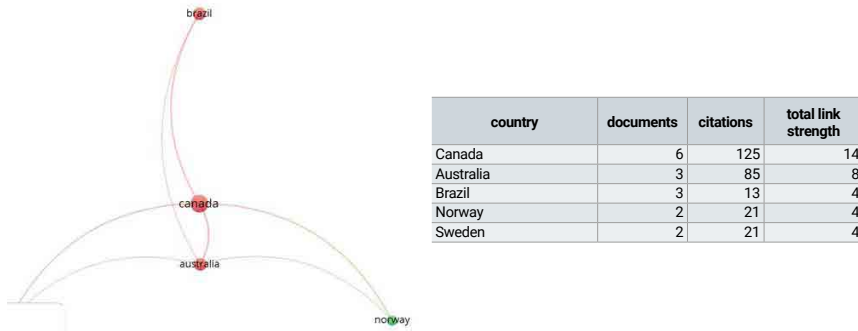 brazil
canada
australia
norway
country documents citations total link strength
Canada 6 125 14
Australia 3 85 8
Brazil 3 13 4
Norway 2 21 4
Sweden 2 21 4